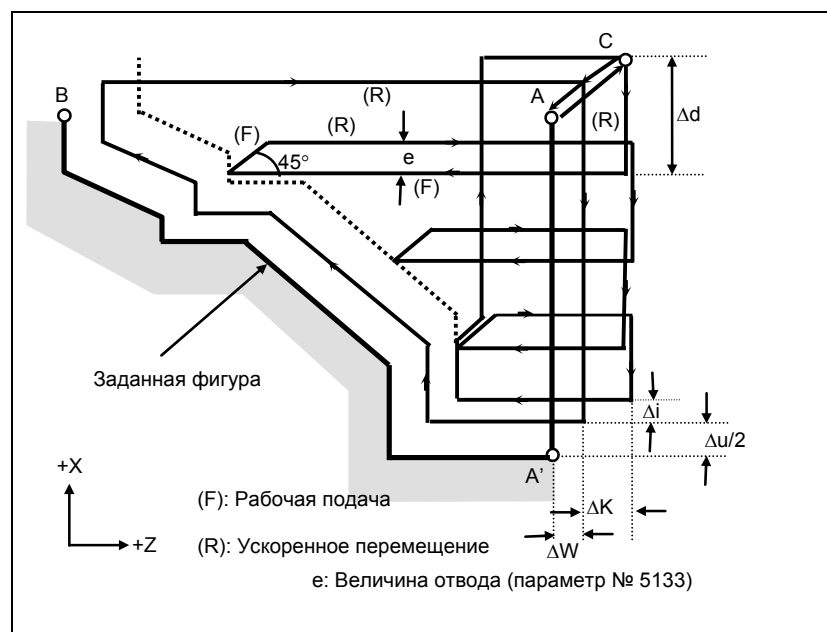 C
B
(R)
A
(R)
Δd
(F)
(R)
45°
e
(F)
Заданная фигура
Δi
Δu/2
+X
A’
(F): Рабочая подача
ΔK
+Z
(R): Ускоренное перемещение
ΔW
e: Величина отвода (параметр № 5133)